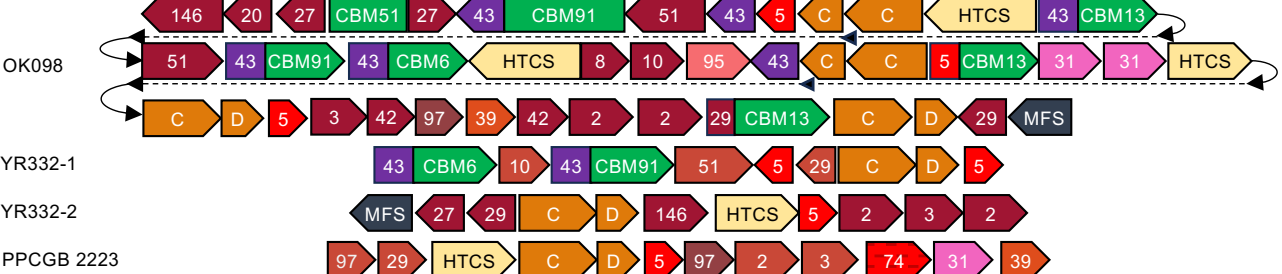 146 20 27 CBM51 27 43 CBM91 51 43 5 C C HTCS 43 CBM13
OK098 51 43 CBM91 43 CBM6 HTCS 8 10 95 43 C C 5 CBM13 31 31 HTCS
C D 5 3 42 97 39 42 2 2 29 CBM13 C D 29 MFS
YR332-1 43 CBM6 10 43 CBM91 51 5 29 C D 5
YR332-2 MFS 27 29 C D 146 HTCS 5 2 3 2
PPCGB 2223 97 29 HTCS C D 5 97 2 3 74 31 39